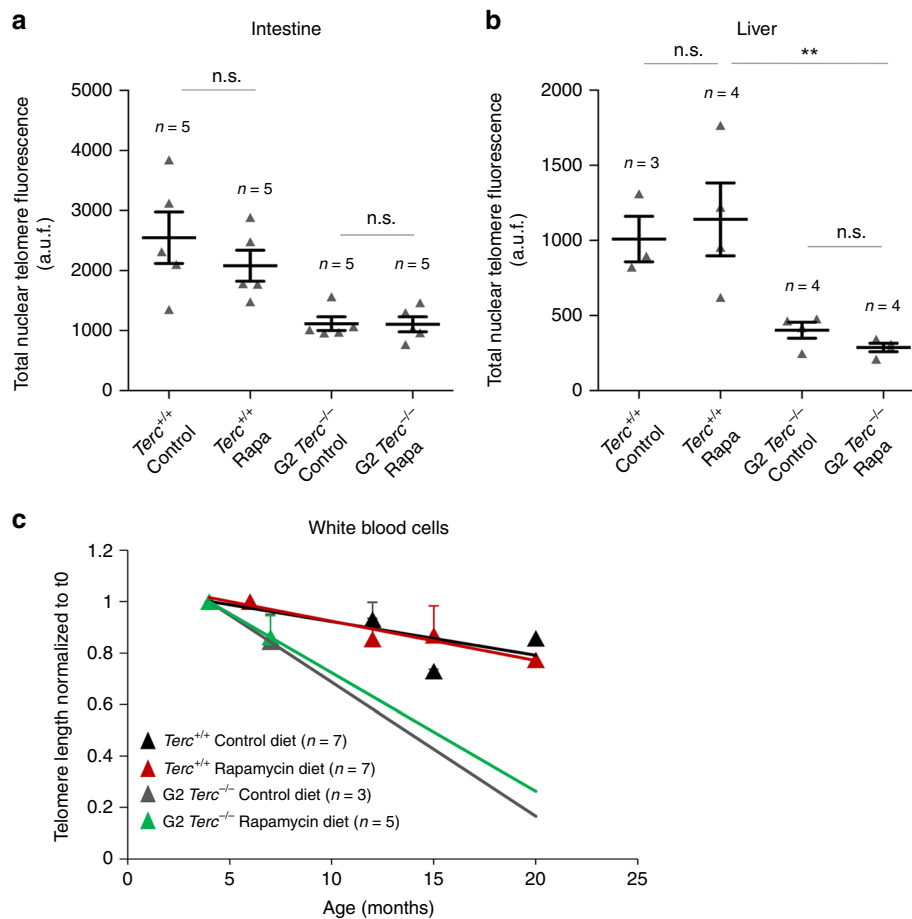 a
Intestine
n.s.
5000
4000
3000
2000
1000
0
Total nuclear telomere fluorescence
(a.u.f.)
n = 5
n = 5
n.s.
n = 5
n = 5
Terc+/+
Control
Terc+/+
Rapa
G2 Terc−/−
Control
G2 Terc−/−
Rapa
b
Liver
n.s.
**
2000
1500
1000
500
0
Total nuclear telomere fluorescence
(a.u.f.)
n = 3
n = 4
n.s.
n = 4
n = 4
Terc+/+
Control
Terc+/+
Rapa
G2 Terc−/−
Control
G2 Terc−/−
Rapa
c
White blood cells
1.2
1
0.8
0.6
0.4
0.2
0
Telomere length normalized to t0
Terc+/+ Control diet (n = 7)
Terc+/+ Rapamycin diet (n = 7)
G2 Terc−/− Control diet (n = 3)
G2 Terc−/− Rapamycin diet (n = 5)
0 5 10 15 20 25
Age (months)